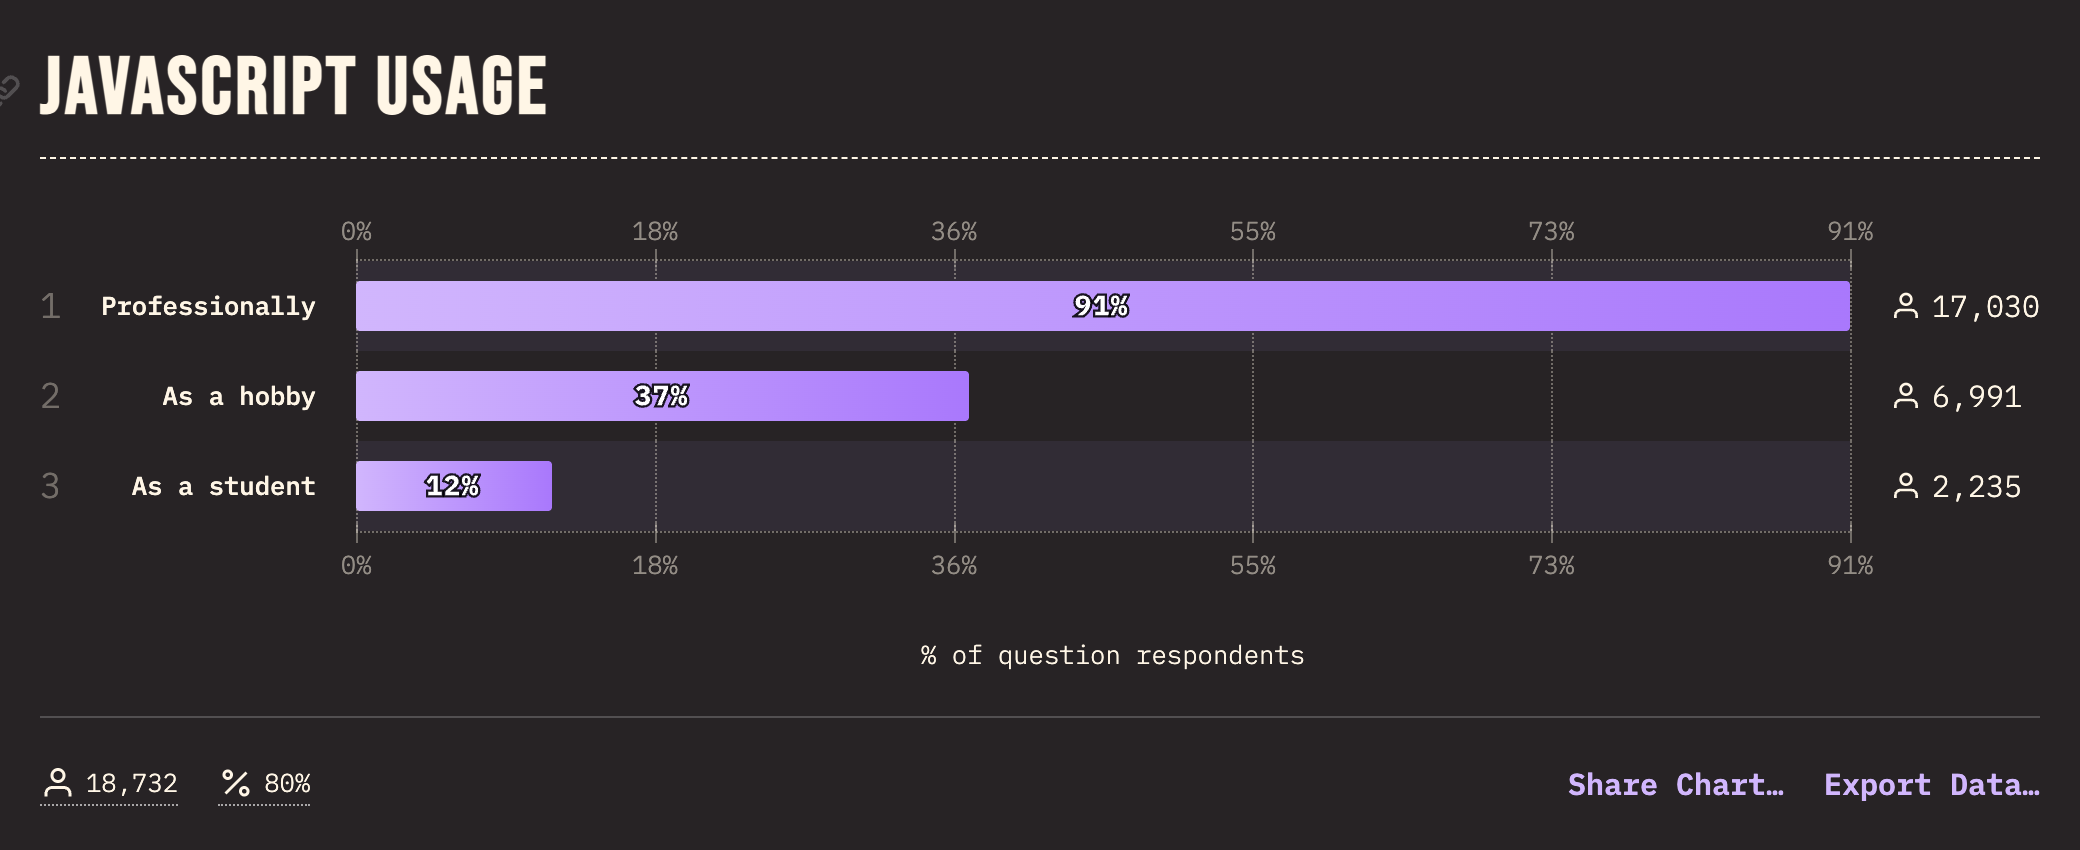 JAVASCRIPT USAGE
0% 18% 36% 55% 73% 91%
1 Professionally 91% 17,030
2 As a hobby 37% 6,991
3 As a student 12% 2,235
0% 18% 36% 55% 73% 91%
% of question respondents
18,732 80% Share Chart… Export Data…